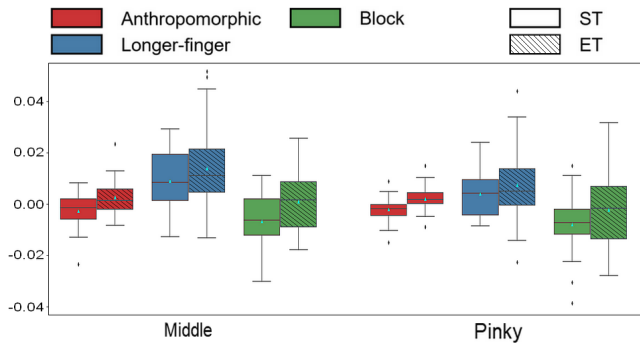 Anthropomorphic Block ST
Longer-finger ET
0.04
0.02
0.00
-0.02
-0.04
Middle Pinky